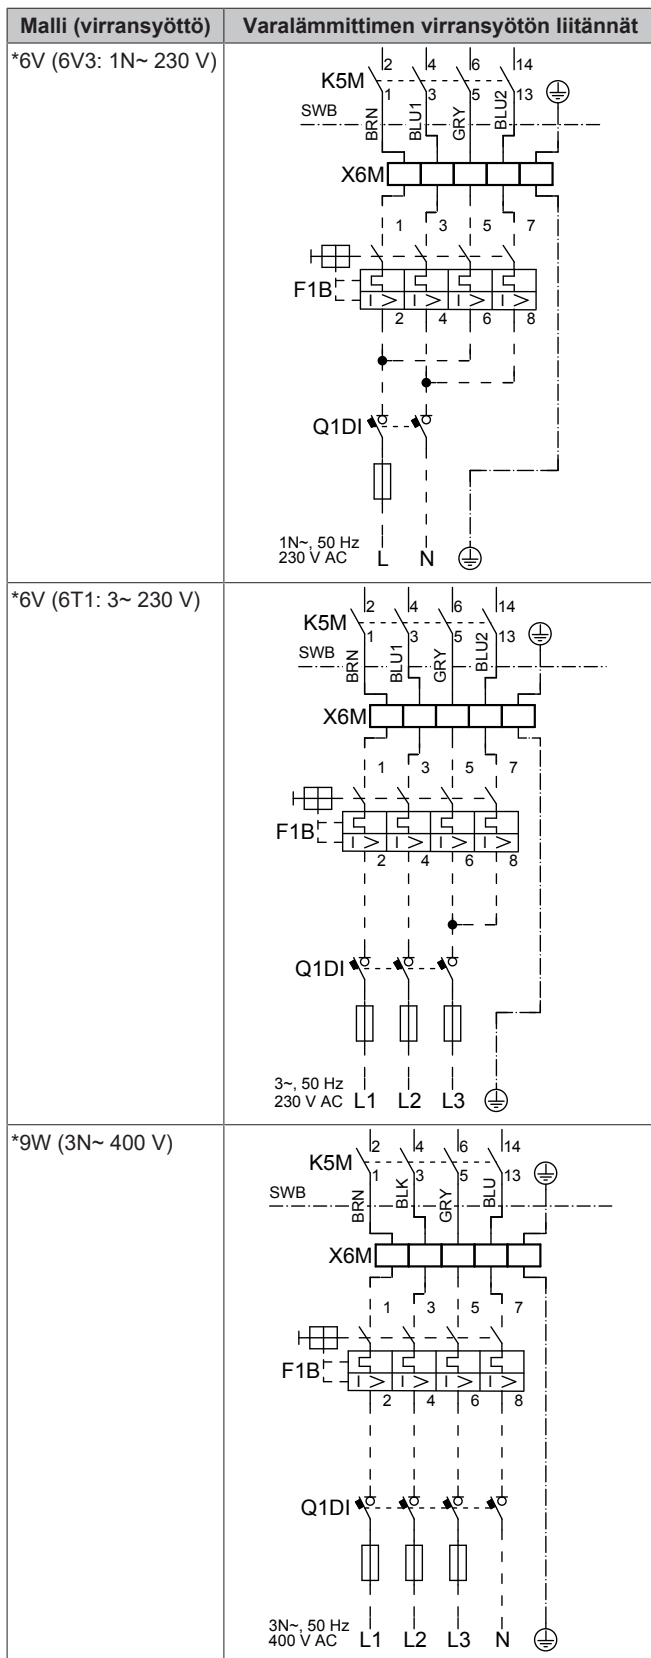 Malli (virransyöttö) Varalämmittimen virransyötön liitännät
*6V (6V3: 1N~ 230 V)
2 4 6 14
K5M
1 3 5 13
SWB
BRN BLU1 GRY BLU2
X6M
1 3 5 7
F1B
I > I > I > I >
2 4 6 8
Q1DI
1N~, 50 Hz
230 V AC L N
*6V (6T1: 3~ 230 V)
2 4 6 14
K5M
1 3 5 13
SWB
BRN BLU1 GRY BLU2
X6M
1 3 5 7
F1B
I > I > I > I >
2 4 6 8
Q1DI
3~, 50 Hz
230 V AC L1 L2 L3
*9W (3N~ 400 V)
2 4 6 14
K5M
1 3 5 13
SWB
BRN BLK GRY BLU
X6M
1 3 5 7
F1B
I > I > I > I >
2 4 6 8
Q1DI
3N~, 50 Hz
400 V AC L1 L2 L3 N